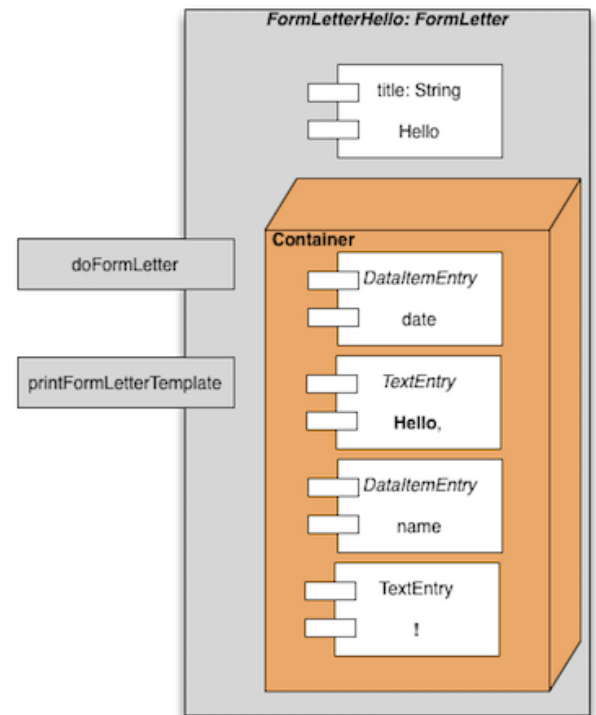 FormLetterHello: FormLetter
title: String
Hello
Container
doFormLetter
DataItemEntry
date
printFormLetterTemplate
TextEntry
Hello,
DataItemEntry
name
TextEntry
!